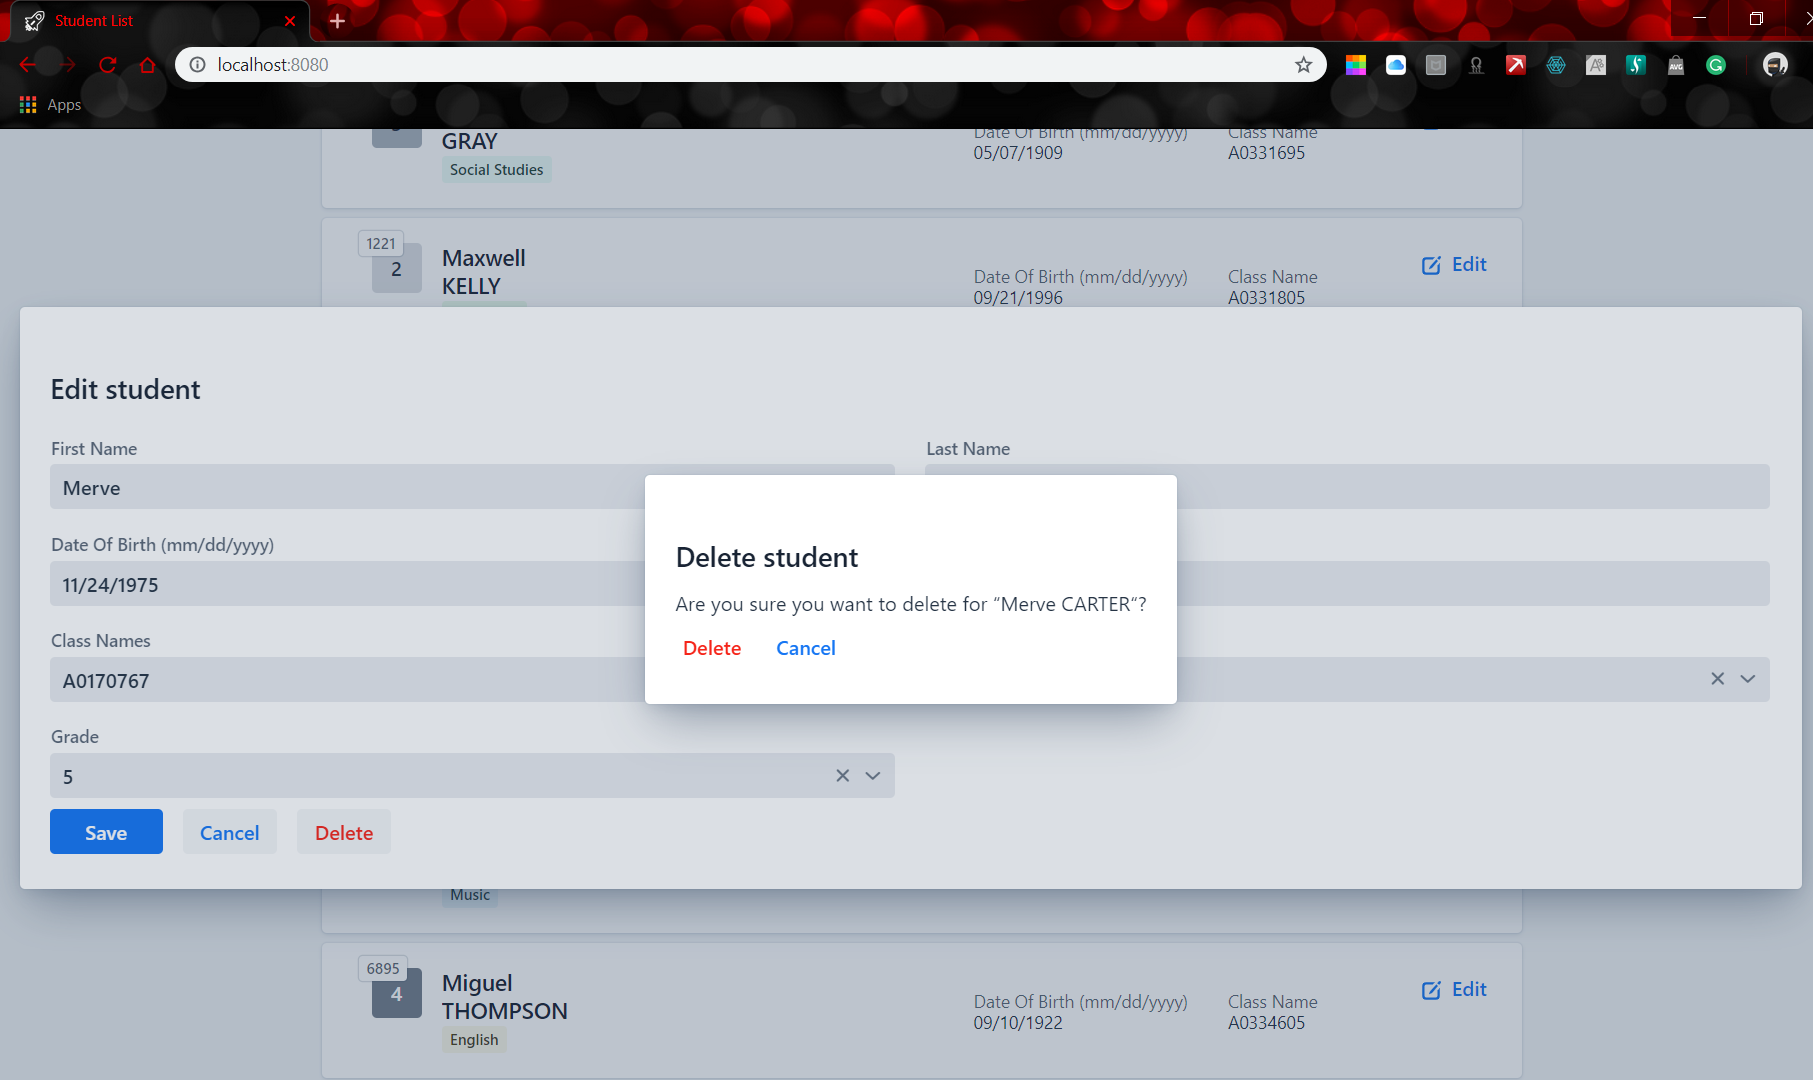 Student List
localhost:8080
Apps
GRAY
Date Of Birth (mm/dd/yyyy)
Class Name
05/07/1909
A0331695
Social Studies
1221
2
Maxwell
KELLY
Date Of Birth (mm/dd/yyyy)
Class Name
09/21/1996
A0331805
Edit
Edit student
First Name
Last Name
Merve
Date Of Birth (mm/dd/yyyy)
11/24/1975
Class Names
A0170767
Grade
5
Save
Cancel
Delete
Delete student
Are you sure you want to delete for “Merve CARTER“?
Delete
Cancel
Music
6895
4
Miguel
THOMPSON
Date Of Birth (mm/dd/yyyy)
Class Name
09/10/1922
A0334605
English
Edit